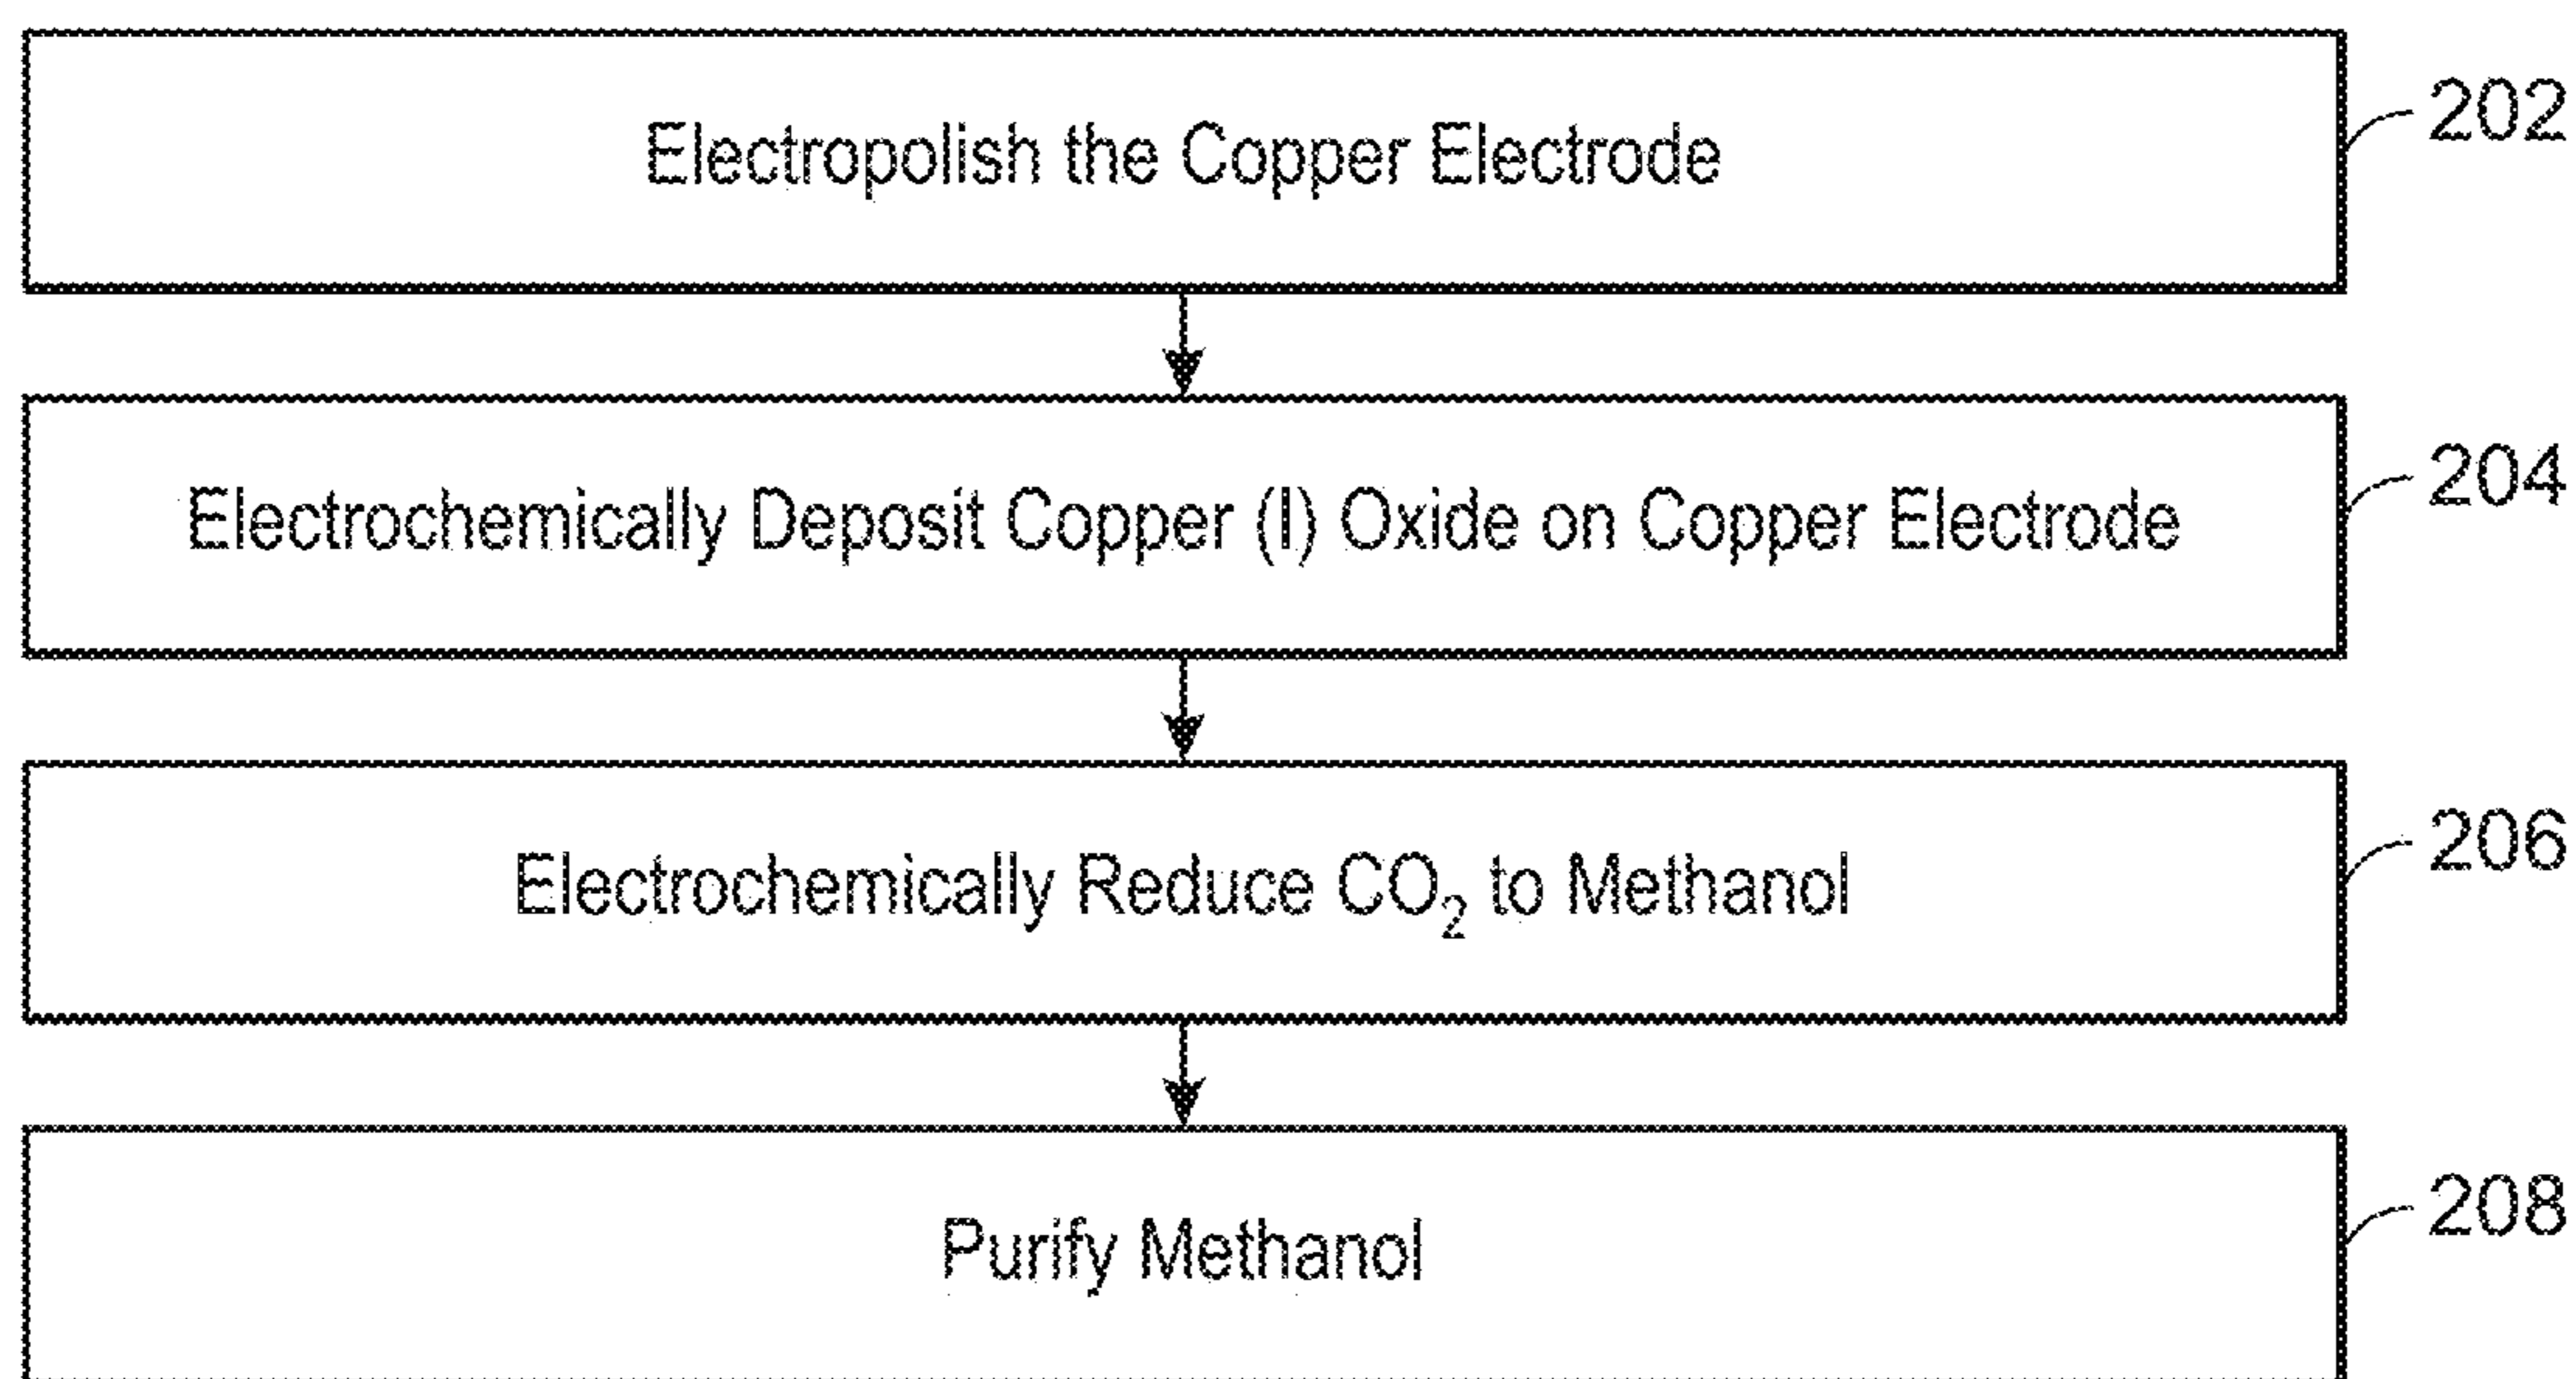 Electropolish the Copper Electrode
202
Electrochemically Deposit Copper (I) Oxide on Copper Electrode
204
Electrochemically Reduce CO₂ to Methanol
206
Purify Methanol
208